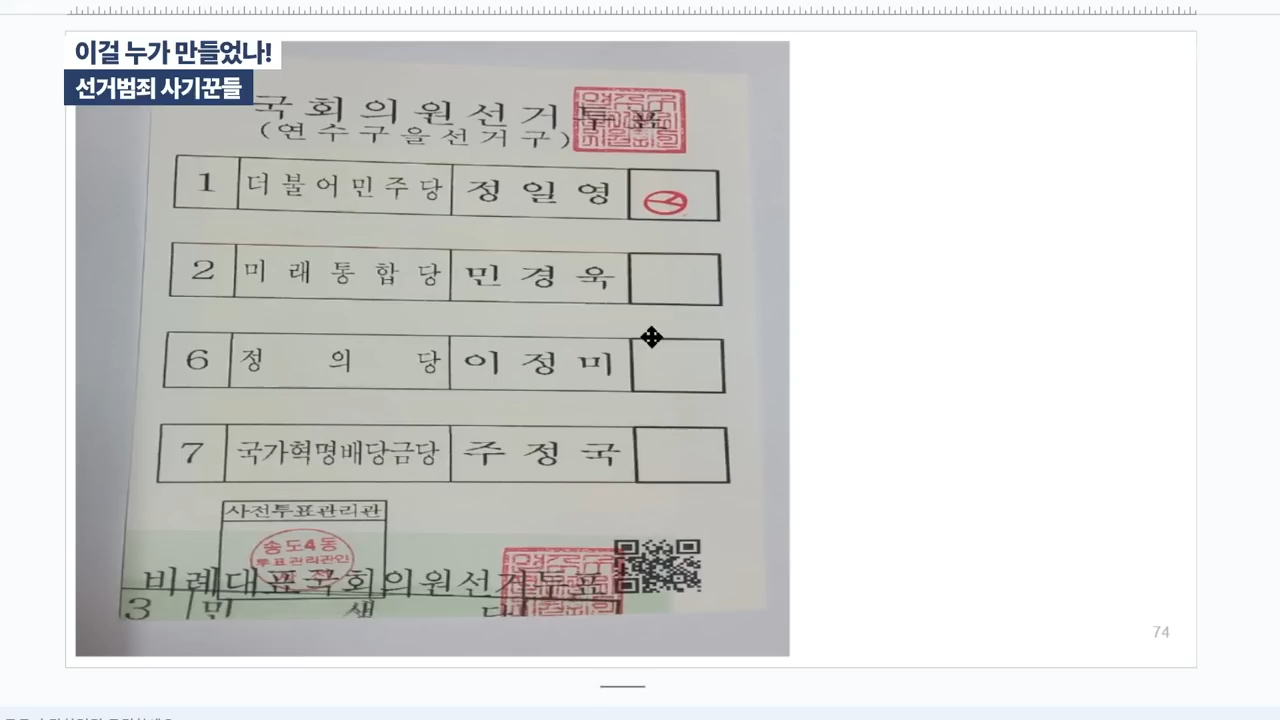 이걸 누가 만들었나!
선거범죄 사기꾼들
국회의원선거투표
(연수구을선거구)
1 더불어민주당 정일영
2 미래통합당 민경욱
6 정의당 이정미
7 국가혁명배당금당 주정국
사전투표관리관
송도4동
투표관리관인
비례대표국회의원선거투표
3 민생당
74